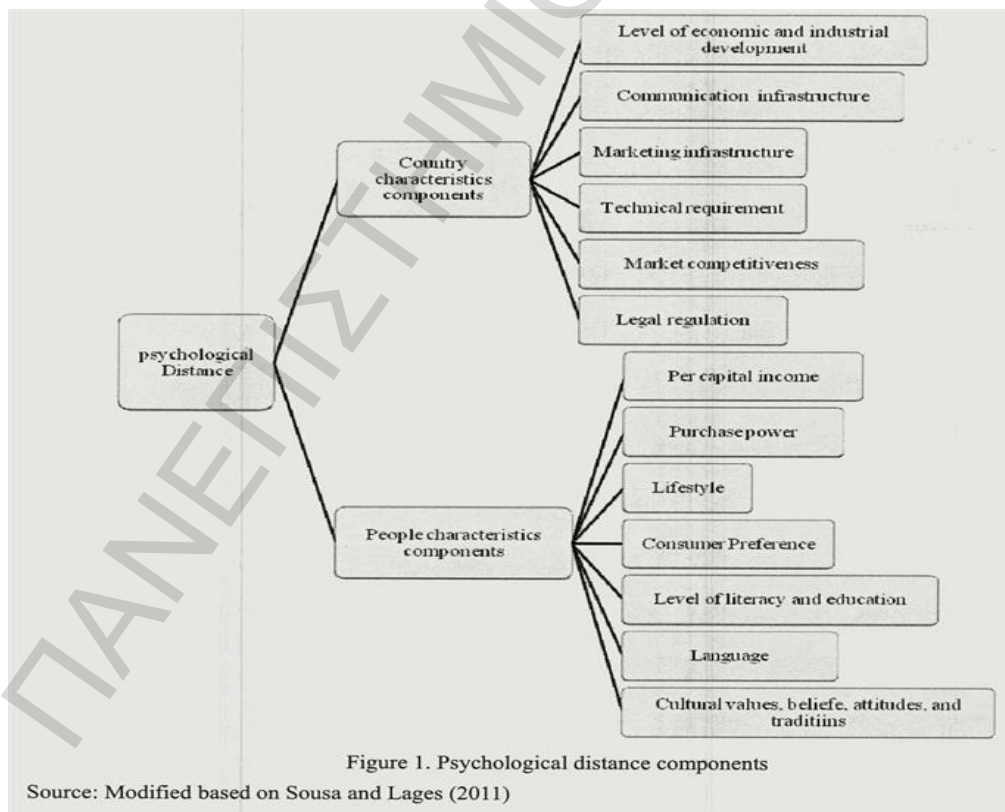 Level of economic and industrial
development
Communication infrastructure
Marketing infrastructure
Country
characteristics
components
Technical requirement
Market competitiveness
Legal regulation
psychological
Distance
Per capital income
Purchase power
Lifestyle
People characteristics
components
Consumer Preference
Level of literacy and education
Language
Cultural values, beliefe, attitudes, and
traditiins
Figure 1. Psychological distance components
Source: Modified based on Sousa and Lages (2011)
ΠΑΝΕΠΙΣΤΗΜΙΟ